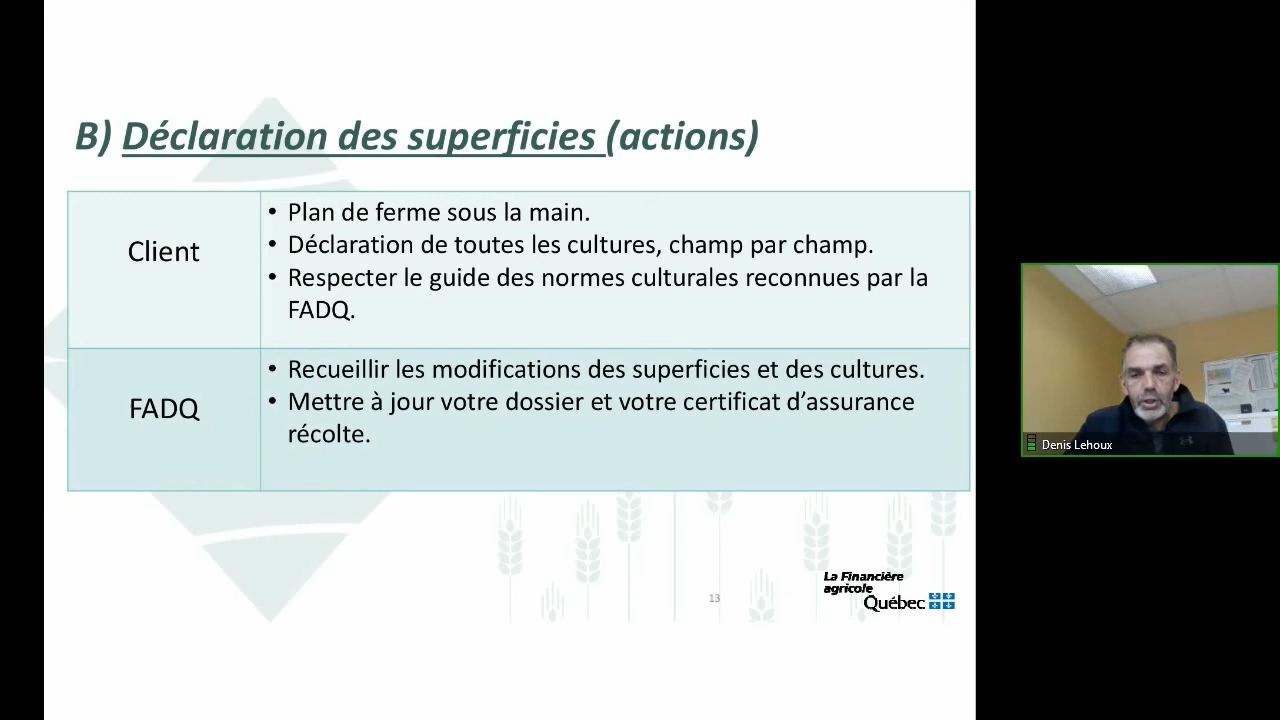 B) Déclaration des superficies (actions)
Client
• Plan de ferme sous la main.
• Déclaration de toutes les cultures, champ par champ.
• Respecter le guide des normes culturales reconnues par la
FADQ.
FADQ
• Recueillir les modifications des superficies et des cultures.
• Mettre à jour votre dossier et votre certificat d’assurance
récolte.
13
La Financière
agricole
Québec
Denis Lehoux